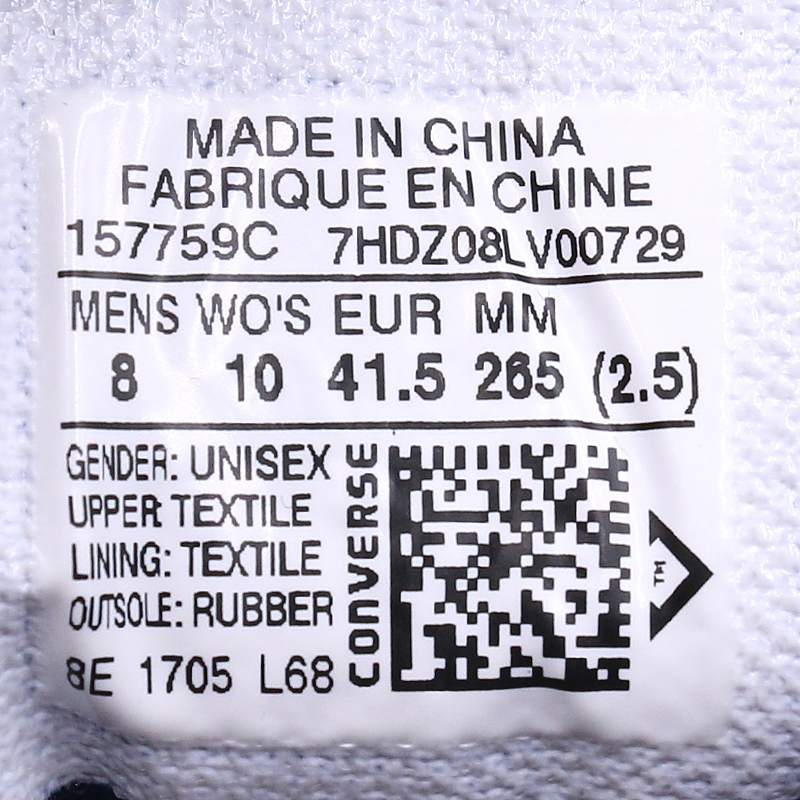 MADE IN CHINA
FABRIQUE EN CHINE
157759C 7HDZ08LV00729
MENS WO'S EUR MM
8 10 41.5 265 (2.5)
GENDER: UNISEX
UPPER: TEXTILE
LINING: TEXTILE
OUTSOLE: RUBBER
8E 1705 L68
CONVERSE
TM